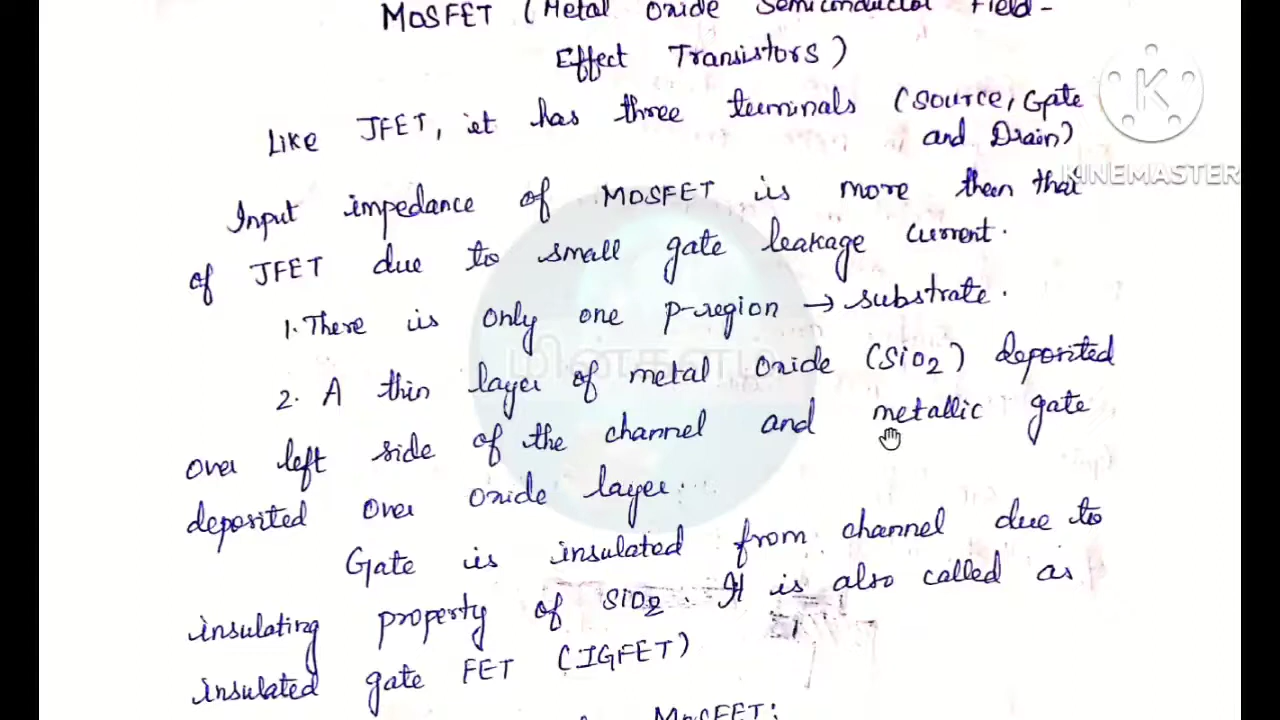 MOSFET (Metal Oxide Semiconductor Field-
Effect Transistors)
Like JFET, it has three terminals (Source, Gate
and Drain)
K
KINEMASTER
Input impedance of MOSFET is more then that
of JFET due to small gate leakage current.
1. There is only one p-region → substrate.
மின்களம்
2. A thin layer of metal oxide (SiO2) deposited
over left side of the channel and metallic gate
deposited over oxide layer.
Gate is insulated from channel due to
insulating property of SiO2. It is also called as
insulated gate FET (IGFET)
MOSFET: